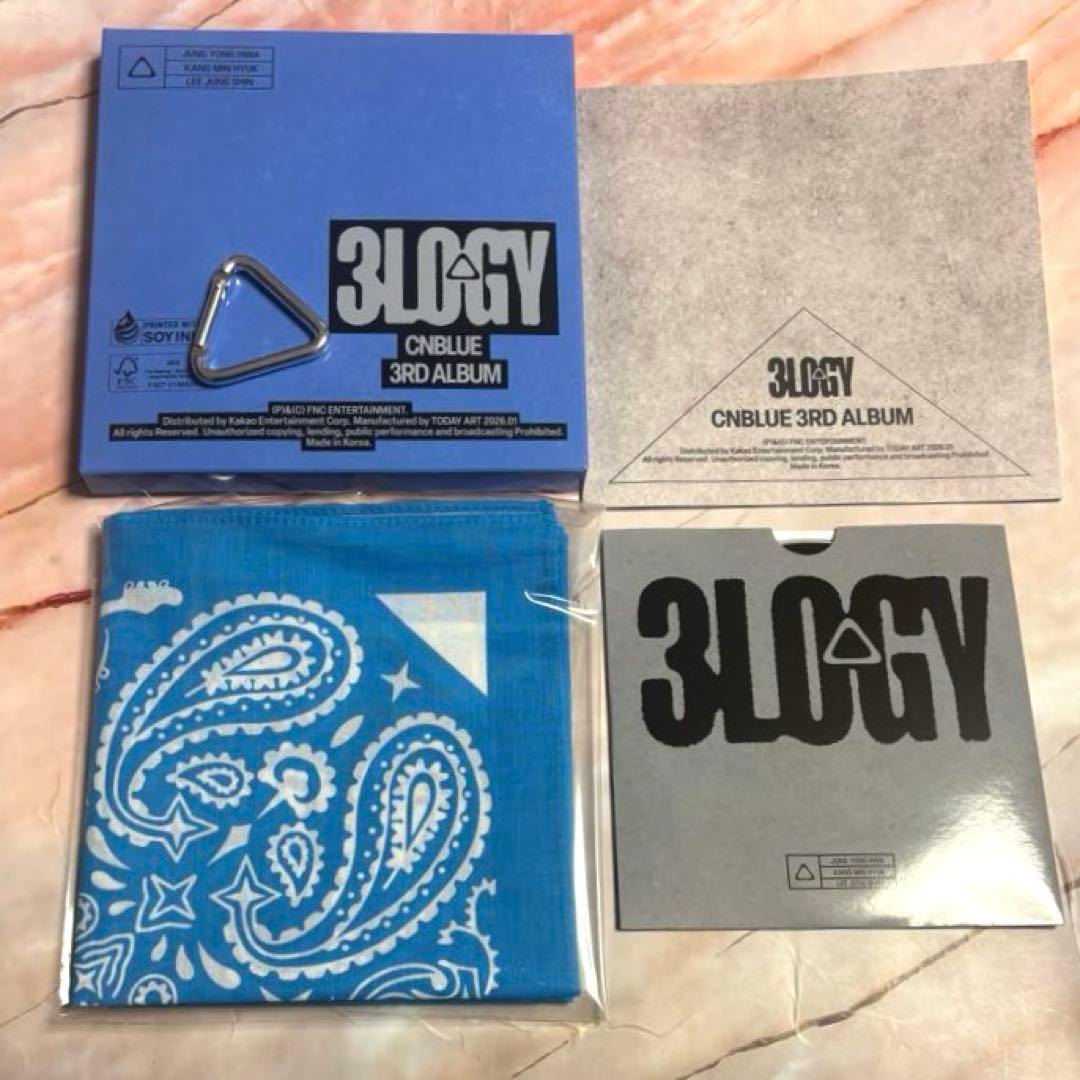 JUNG YONG HWA
KANG MIN HYUK
LEE JUNG SHIN
3LOGY
CNBLUE
3RD ALBUM
PRINTED WITH
SOY INK
FSC
(P)&(C) FNC ENTERTAINMENT.
Distributed by Kakao Entertainment Corp. Manufactured by TODAY ART 2026.01
All rights Reserved. Unauthorized copying, lending, public performance and broadcasting Prohibited.
Made in Korea.
3LOGY
CNBLUE 3RD ALBUM
(P)&(C) FNC ENTERTAINMENT.
Distributed by Kakao Entertainment Corp. Manufactured by TODAY ART 2026.01
All rights Reserved. Unauthorized copying, lending, public performance and broadcasting Prohibited.
Made in Korea.
3LOGY
JUNG YONG HWA
KANG MIN HYUK
LEE JUNG SHIN